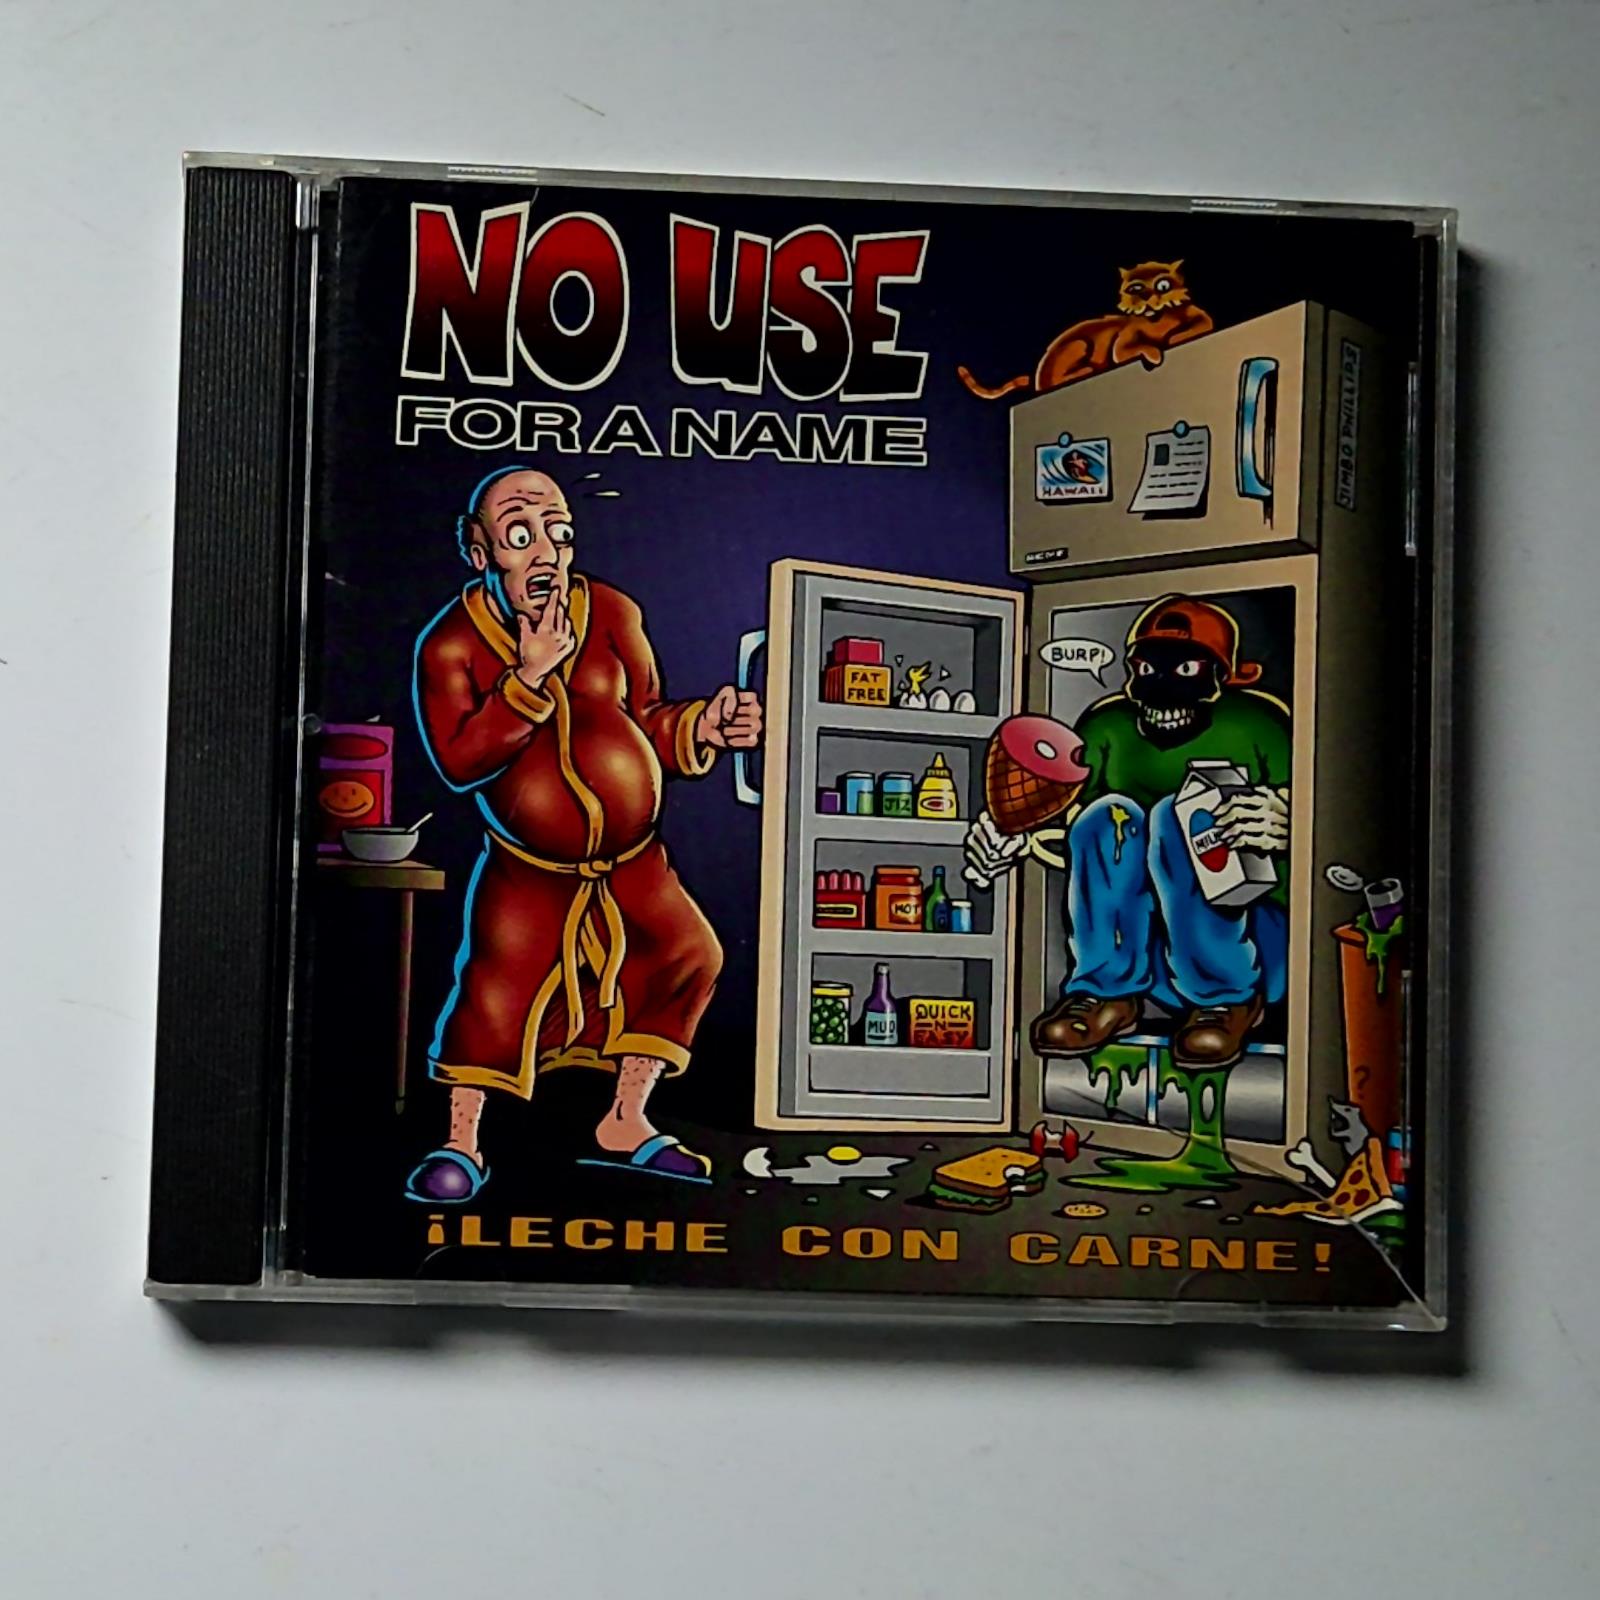 NO USE
FOR A NAME
JIMBO PHILLIPS
HAWAII
BURP!
FAT
FREE
JIZ
MILK
HOT
MUD
QUICK
N
EASY
?
¡LECHE CON CARNE!